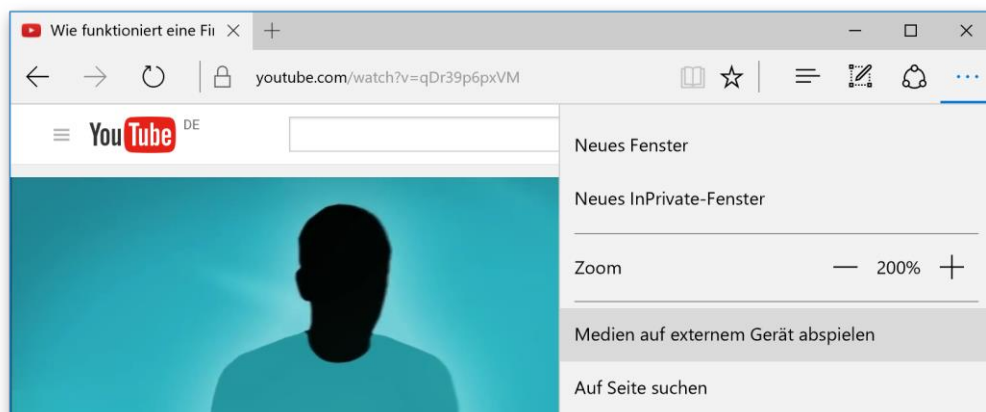 Wie funktioniert eine Fi
youtube.com/watch?v=qDr39p6pxVM
YouTube DE
Neues Fenster
Neues InPrivate-Fenster
Zoom 200%
Medien auf externem Gerät abspielen
Auf Seite suchen